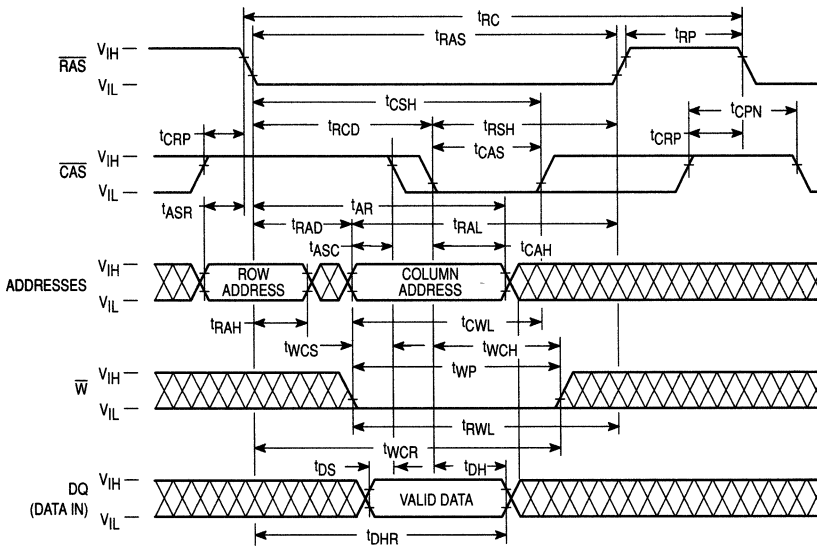 tRC
tRAS
tRP
RAS
VIH
VIL
tCSH
tCPN
tCRP
tRCD
tRSH
tCRP
tCAS
CAS
VIH
VIL
tASR
tAR
tRAD
tRAL
tASC
tCAH
ADDRESSES
VIH
VIL
ROW
ADDRESS
COLUMN
ADDRESS
tRAH
tCWL
tWCS
tWCH
tWP
W
VIH
VIL
tRWL
tWCR
tDS
tDH
DQ
(DATA IN)
VIH
VIL
VALID DATA
tDHR